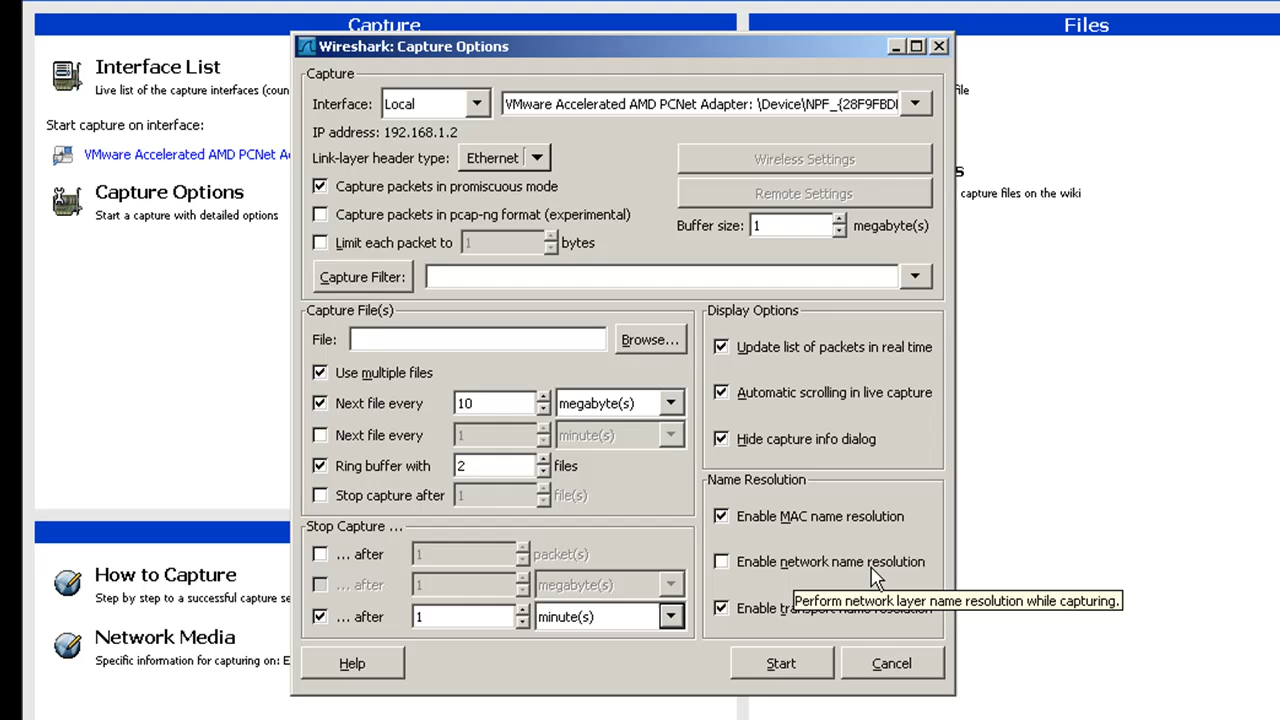 Capture
Files
Wireshark: Capture Options
Interface List
Live list of the capture interfaces (coun
Start capture on interface:
VMware Accelerated AMD PCNet A
Capture Options
Start a capture with detailed options
file
s
capture files on the wiki
Capture
Interface: Local VMware Accelerated AMD PCNet Adapter: \Device\NPF_{28F9FBD
IP address: 192.168.1.2
Link-layer header type: Ethernet
Wireless Settings
Capture packets in promiscuous mode
Remote Settings
Capture packets in pcap-ng format (experimental)
Buffer size: 1 megabyte(s)
Limit each packet to 1 bytes
Capture Filter:
Capture File(s)
File: Browse...
Use multiple files
Next file every 10 megabyte(s)
Next file every 1 minute(s)
Ring buffer with 2 files
Stop capture after 1 file(s)
Display Options
Update list of packets in real time
Automatic scrolling in live capture
Hide capture info dialog
Stop Capture ...
... after 1 packet(s)
... after 1 megabyte(s)
... after 1 minute(s)
Name Resolution
Enable MAC name resolution
Enable network name resolution
Perform network layer name resolution while capturing.
Enable
Help
Start
Cancel
How to Capture
Step by step to a successful capture se
Network Media
Specific information for capturing on: E